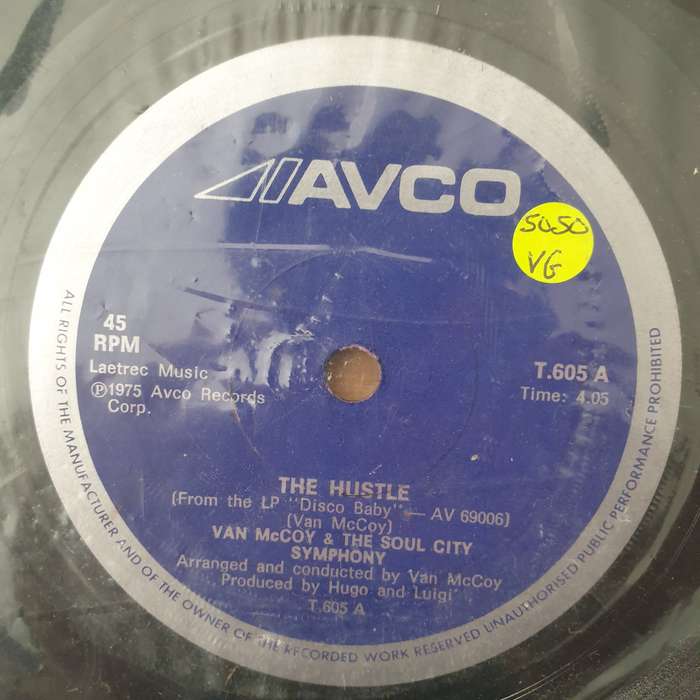 AVCO
5050
VG
45
RPM
Laetrec Music
Ⓟ1975 Avco Records
Corp.
T.605 A
Time: 4.05
THE HUSTLE
(From the LP "Disco Baby" — AV 69006)
(Van McCoy)
VAN McCOY & THE SOUL CITY
SYMPHONY
Arranged and conducted by Van McCoy
Produced by Hugo and Luigi
T.605 A
ALL RIGHTS OF THE MANUFACTURER AND OF THE OWNER OF THE RECORDED WORK RESERVED UNAUTHORISED PUBLIC PERFORMANCE PROHIBITED